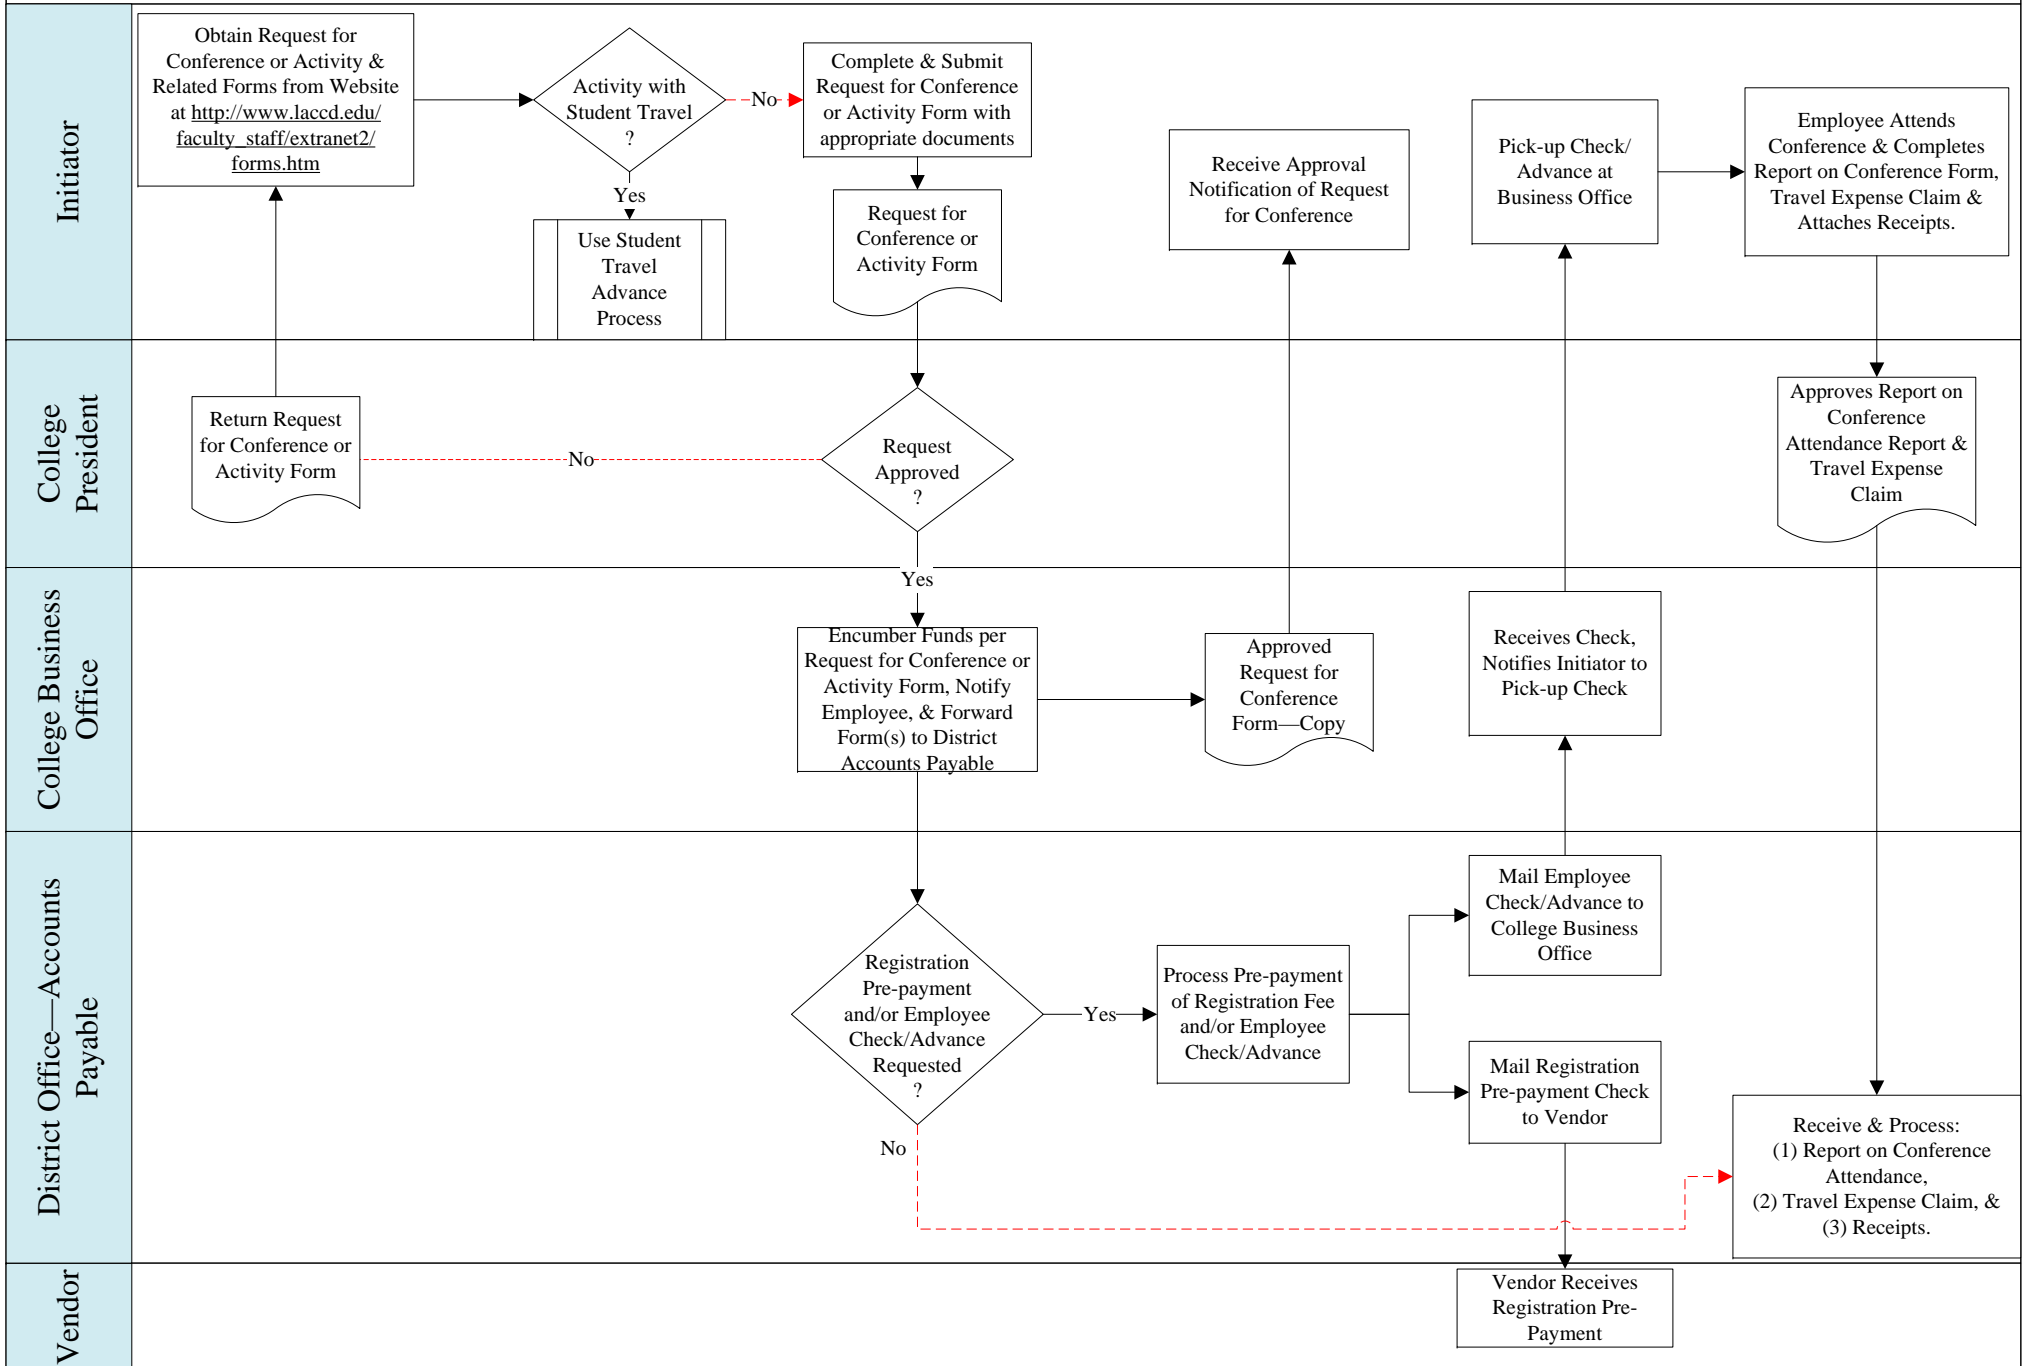 Initiator
Obtain Request for
Conference or Activity &
Related Forms from Website
at http://www.laccd.edu/
faculty_staff/extranet2/
forms.htm
Activity with
Student Travel
?
No
Yes
Use Student
Travel
Advance
Process
Complete & Submit
Request for Conference
or Activity Form with
appropriate documents
Request for
Conference or
Activity Form
Receive Approval
Notification of Request
for Conference
Pick-up Check/
Advance at
Business Office
Employee Attends
Conference & Completes
Report on Conference Form,
Travel Expense Claim &
Attaches Receipts.
College
President
Return Request
for Conference or
Activity Form
No
Request
Approved
?
Yes
Approves Report on
Conference
Attendance Report &
Travel Expense
Claim
College Business
Office
Encumber Funds per
Request for Conference or
Activity Form, Notify
Employee, & Forward
Form(s) to District
Accounts Payable
Approved
Request for
Conference
Form—Copy
Receives Check,
Notifies Initiator to
Pick-up Check
District Office—Accounts
Payable
Registration
Pre-payment
and/or Employee
Check/Advance
Requested
?
Yes
No
Process Pre-payment
of Registration Fee
and/or Employee
Check/Advance
Mail Employee
Check/Advance to
College Business
Office
Mail Registration
Pre-payment Check
to Vendor
Receive & Process:
(1) Report on Conference
Attendance,
(2) Travel Expense Claim, &
(3) Receipts.
Vendor
Vendor Receives
Registration Pre-
Payment